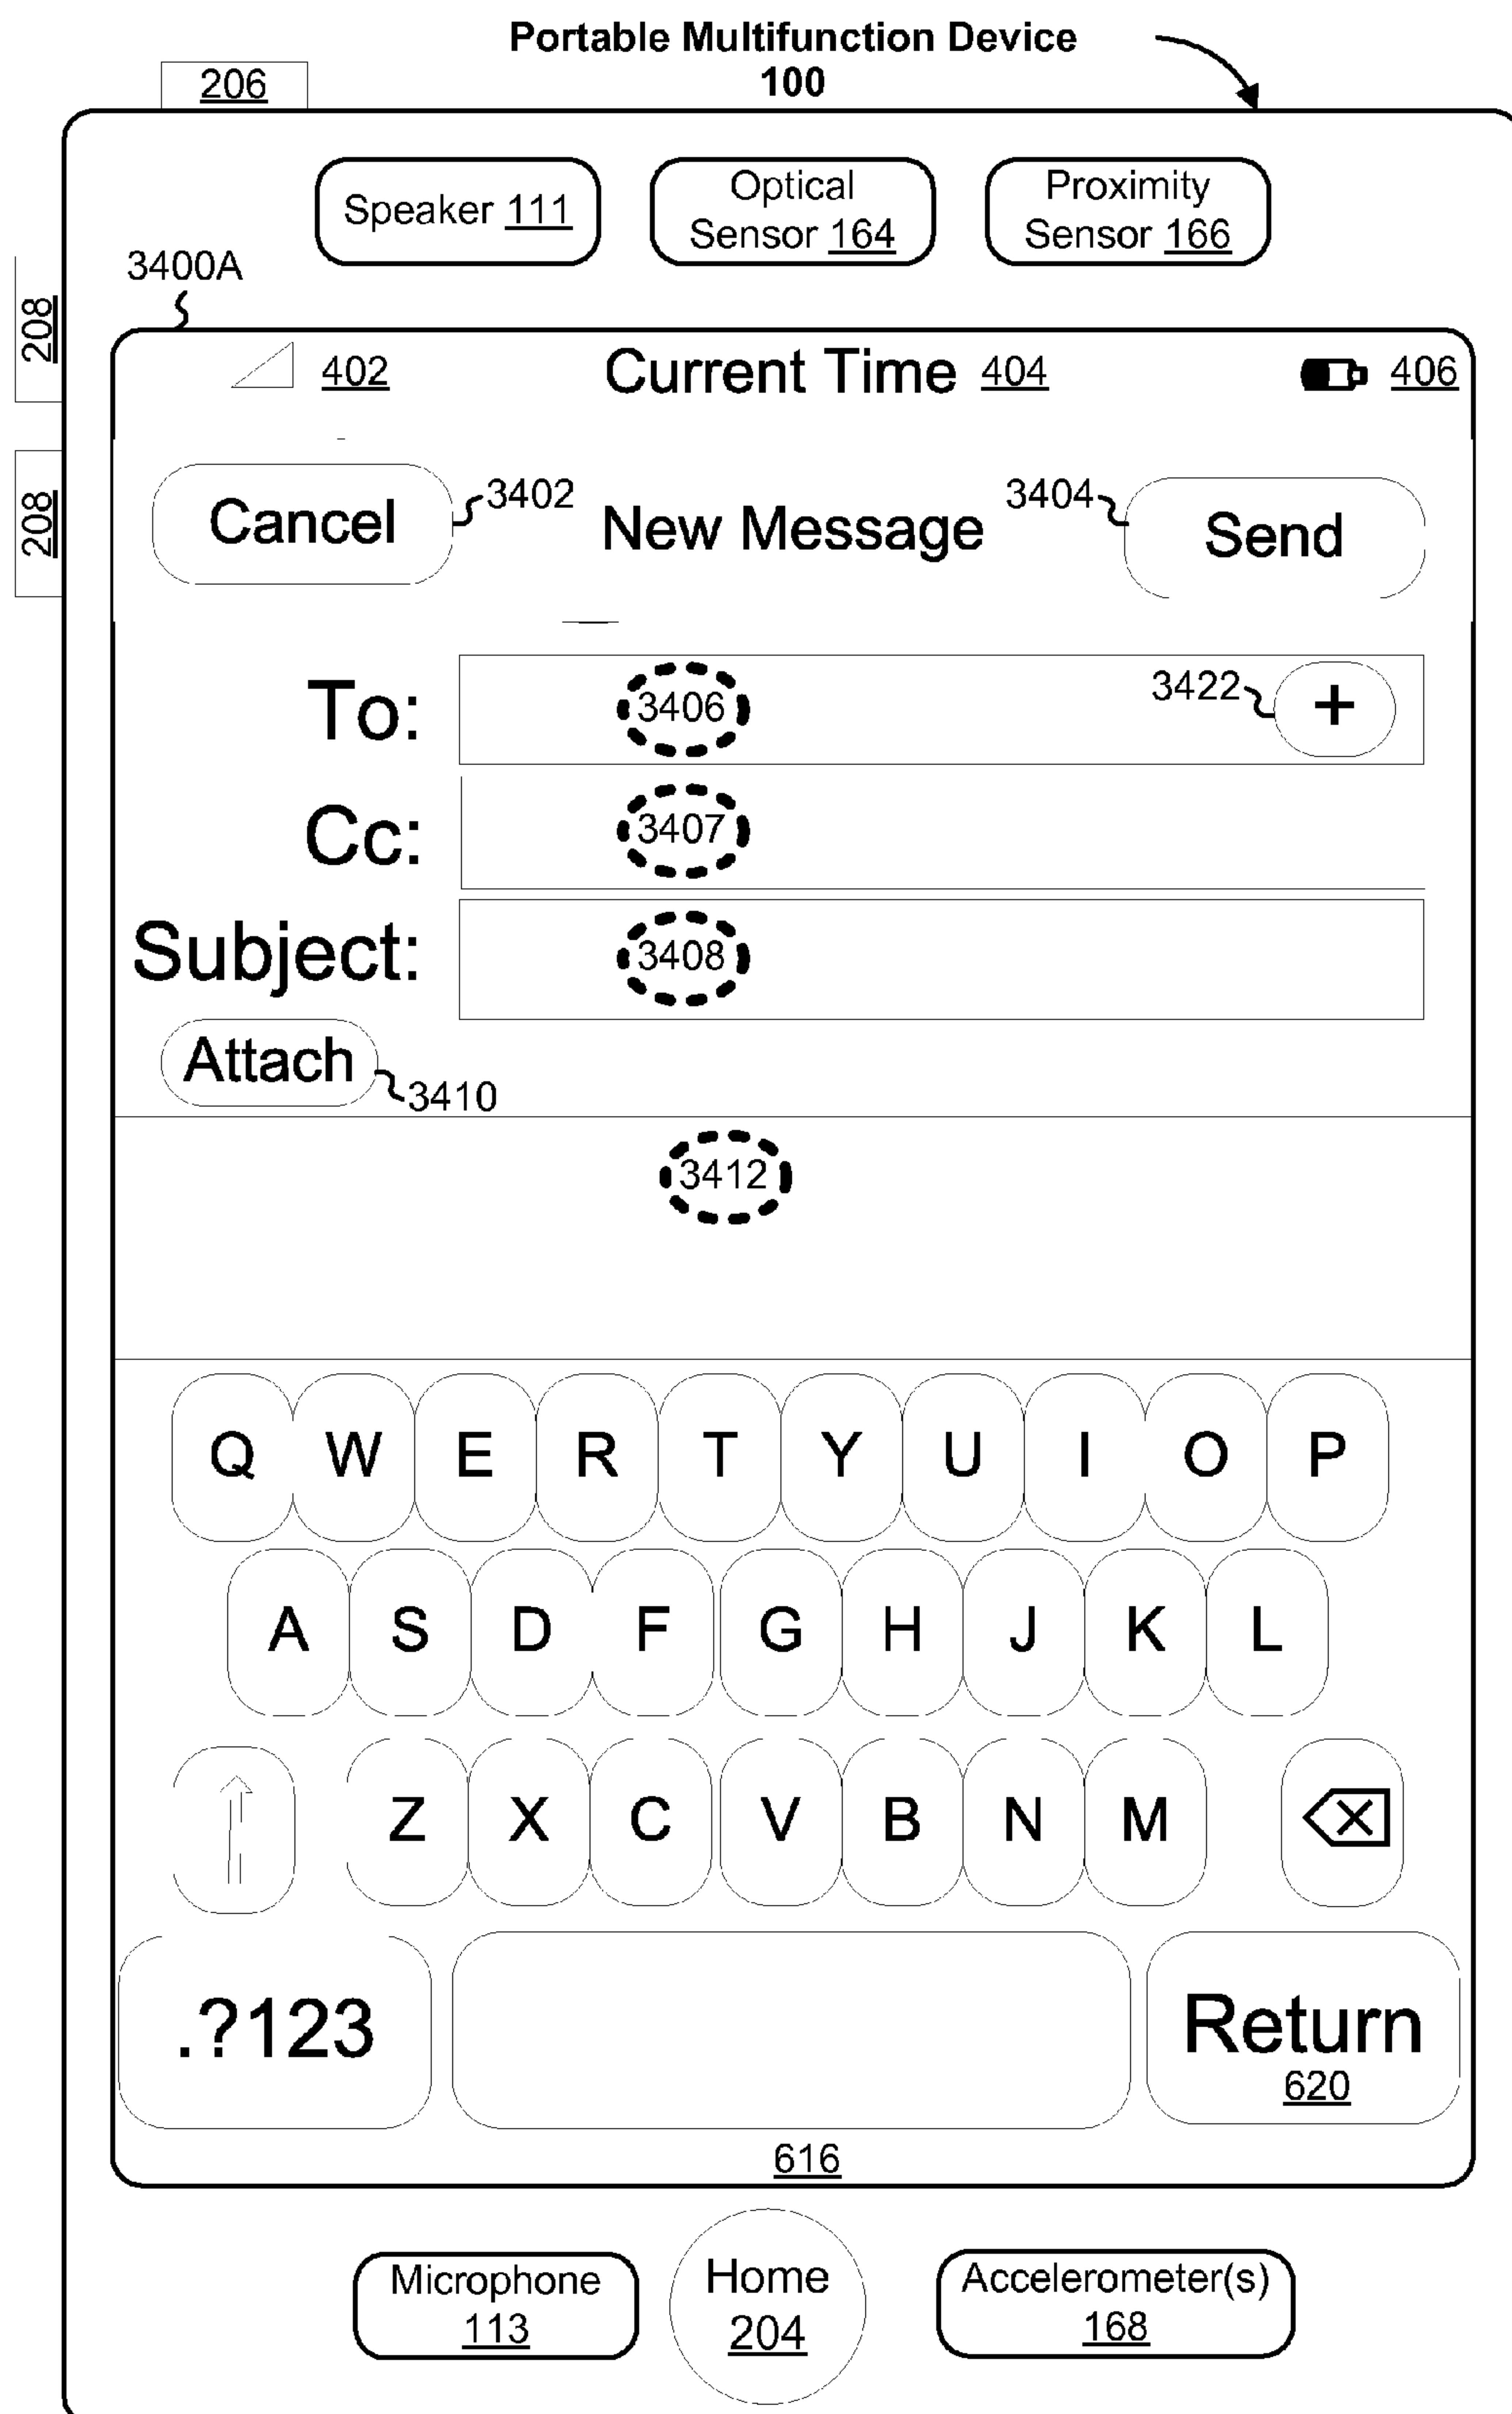 Portable Multifunction Device
100
206
Speaker 111
Optical
Sensor 164
Proximity
Sensor 166
3400A
208
402
Current Time 404
406
208
Cancel
3402
New Message
3404
Send
To:
3406
3422
+
Cc:
3407
Subject:
3408
Attach
3410
3412
Q W E R T Y U I O P
A S D F G H J K L
Z X C V B N M
.?123
Return
620
616
Microphone
113
Home
204
Accelerometer(s)
168